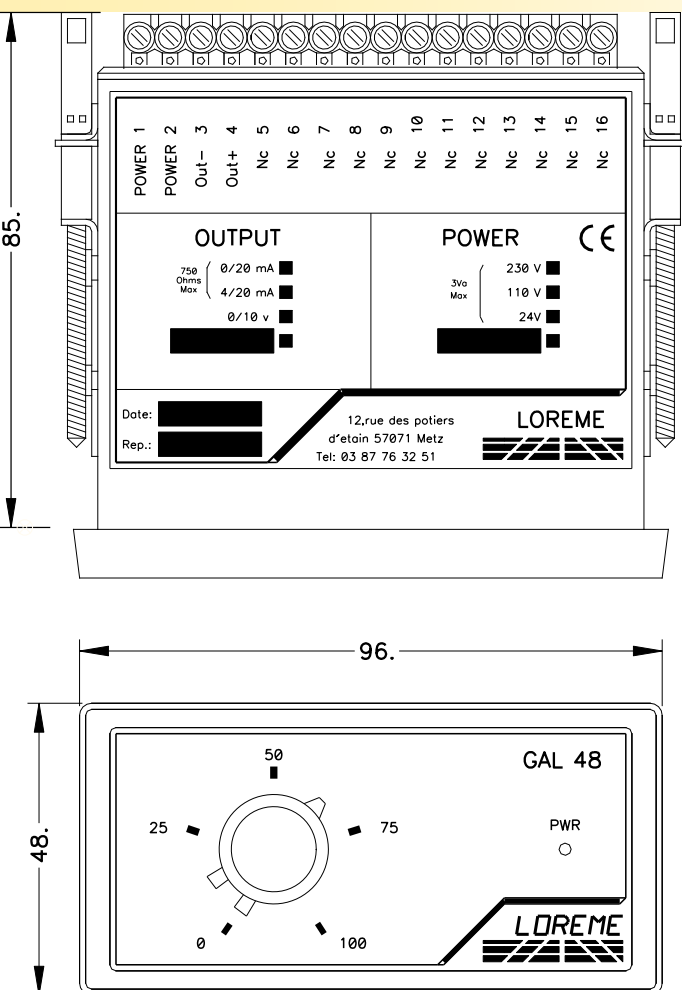 POWER 1
POWER 2
Out- 3
Out+ 4
Nc 5
Nc 6
Nc 7
Nc 8
Nc 9
Nc 10
Nc 11
Nc 12
Nc 13
Nc 14
Nc 15
Nc 16
85.
OUTPUT
750
Ohms
Max
0/20 mA
4/20 mA
0/10 v
POWER
CE
3Va
Max
230 V
110 V
24V
Date:
Rep.:
12,rue des potiers
d'etain 57071 Metz
Tel: 03 87 76 32 51
LOREME
96.
48.
50
25
75
0
100
GAL 48
PWR
LOREME